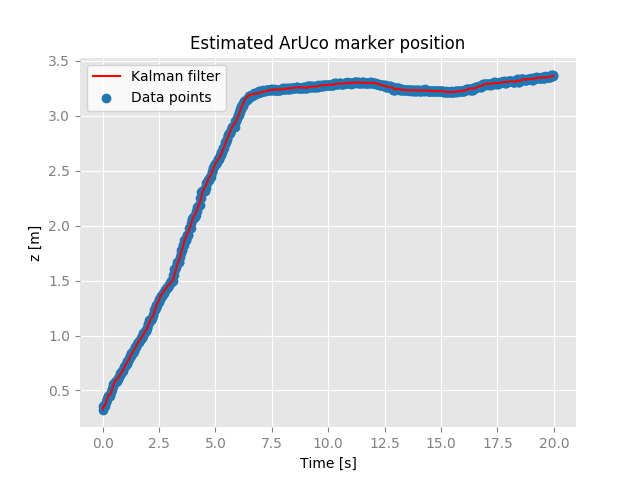 Estimated ArUco marker position
Kalman filter
Data points
z [m]
3.5
3.0
2.5
2.0
1.5
1.0
0.5
0.0 2.5 5.0 7.5 10.0 12.5 15.0 17.5 20.0
Time [s]